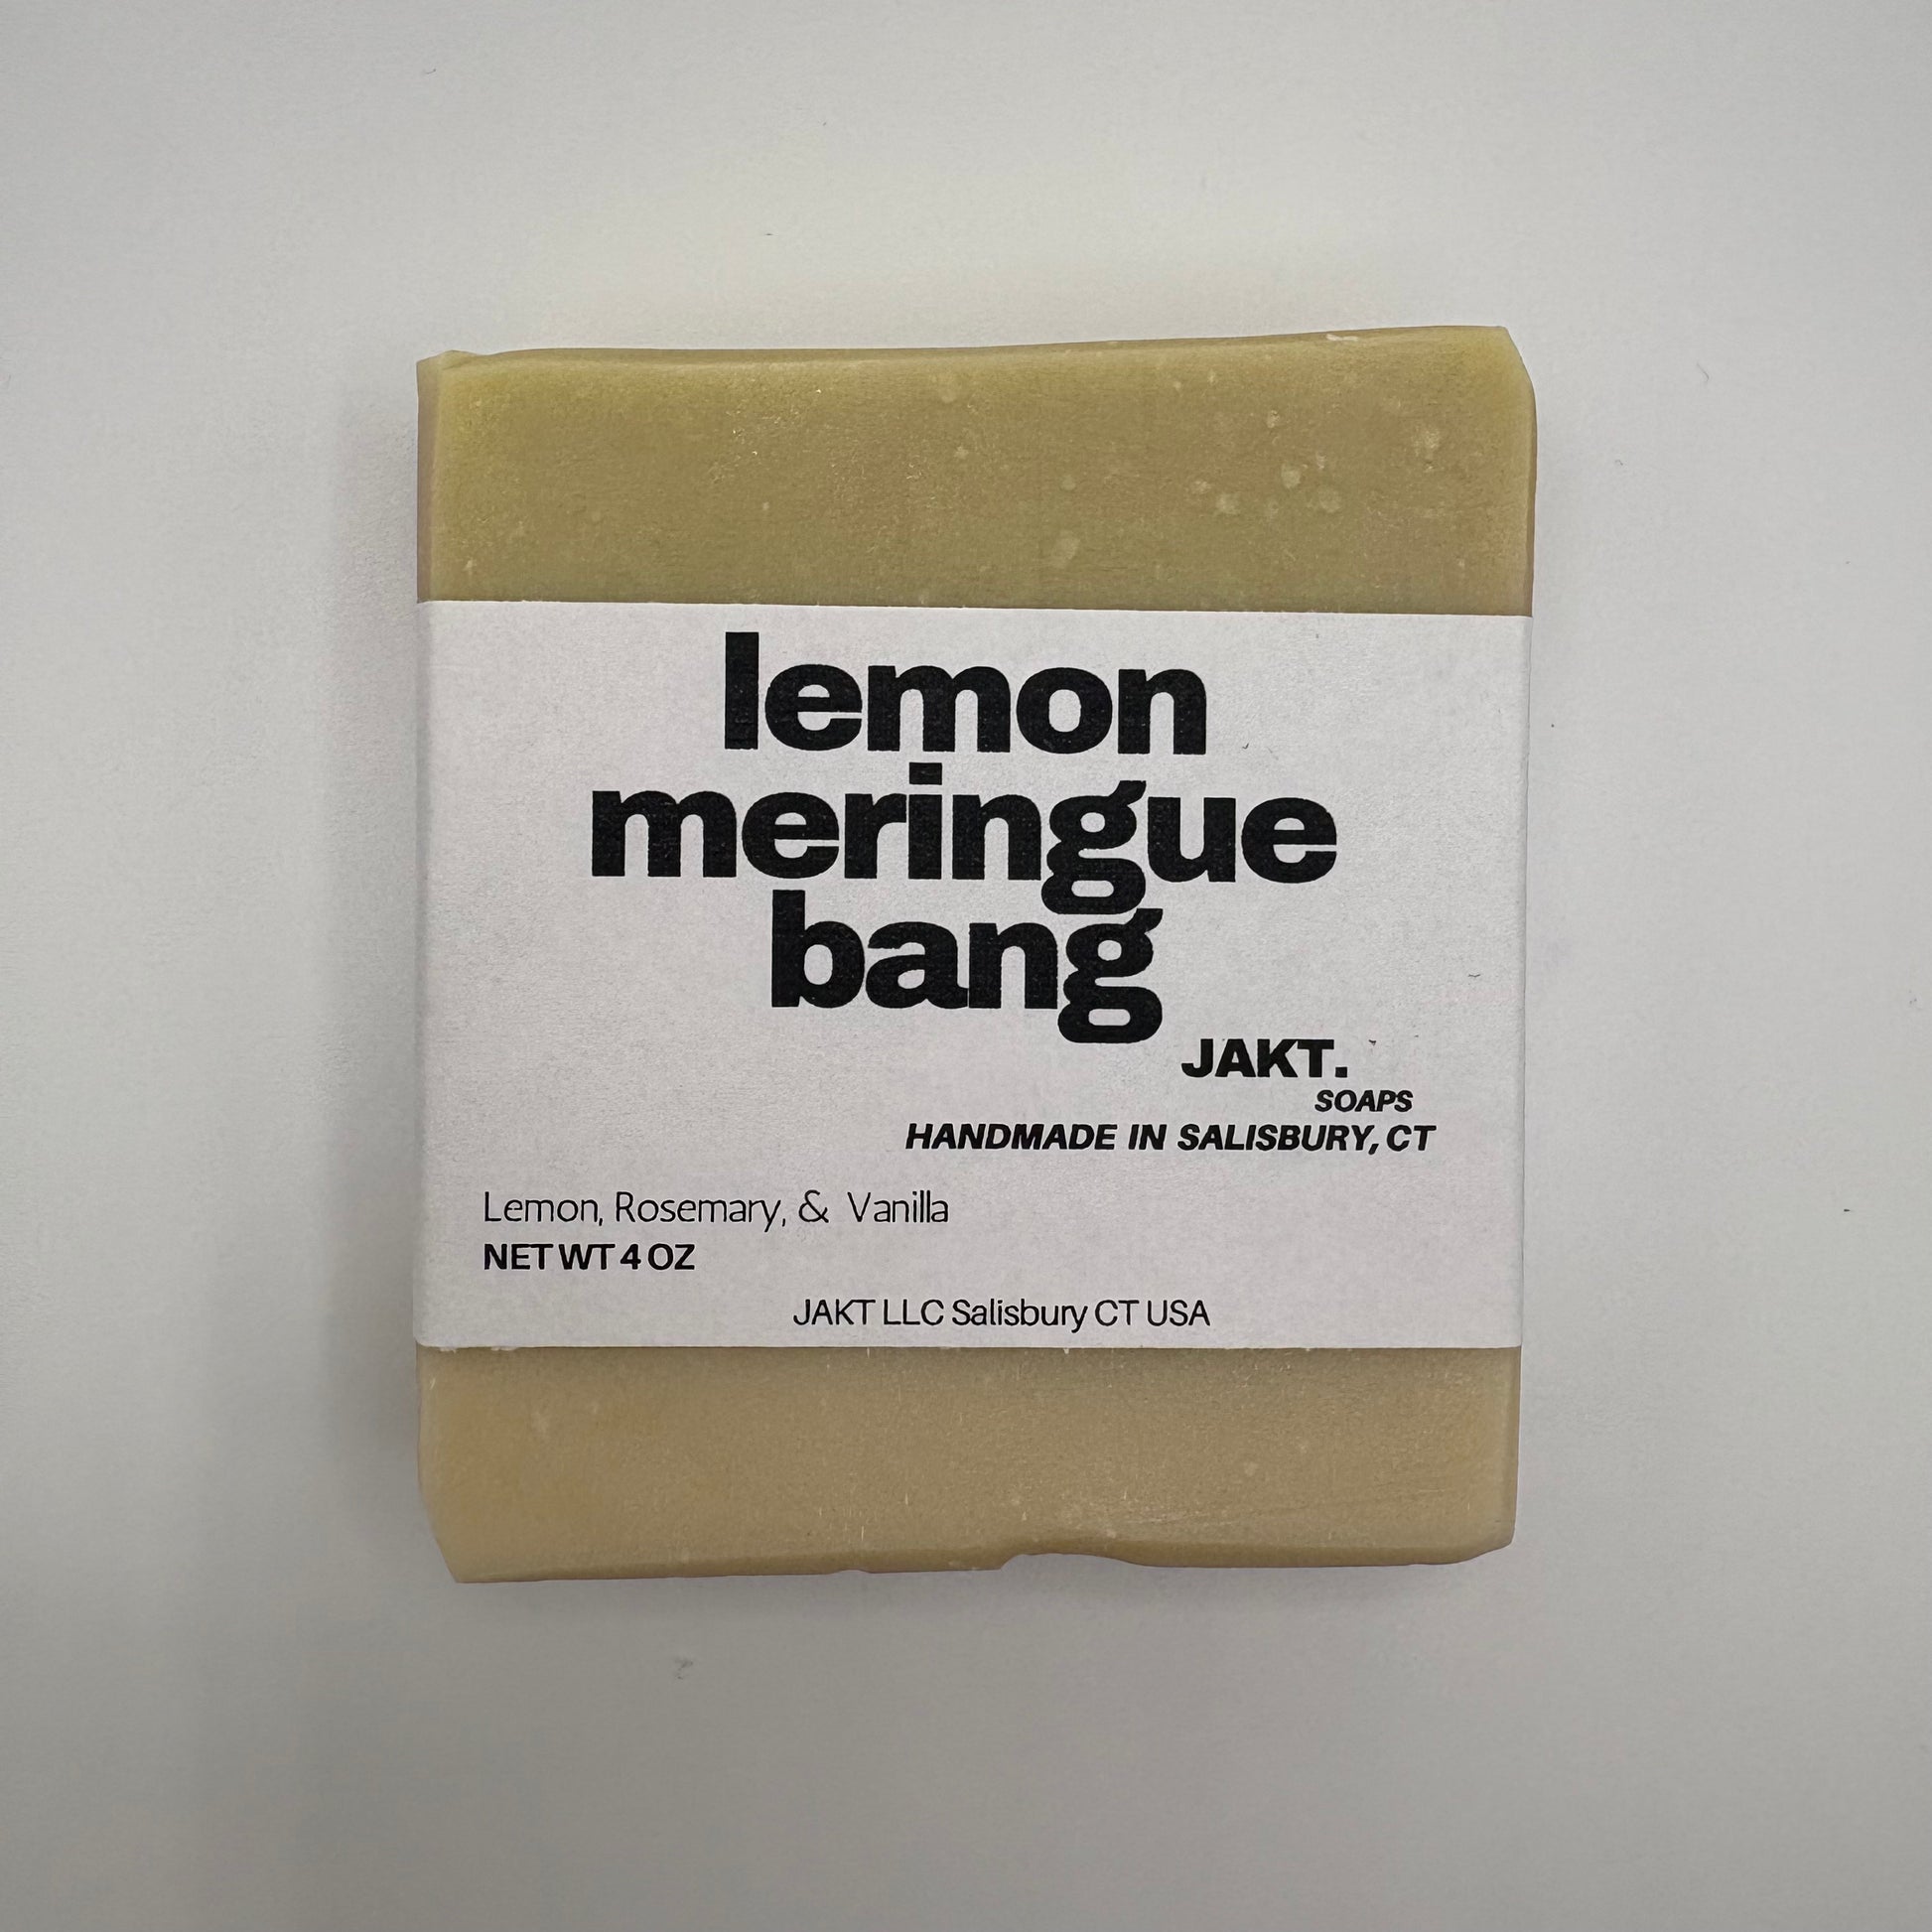 lemon
meringue
bang
JAKT.
SOAPS
HANDMADE IN SALISBURY, CT
Lemon, Rosemary, & Vanilla
NET WT 4 OZ
JAKT LLC Salisbury CT USA